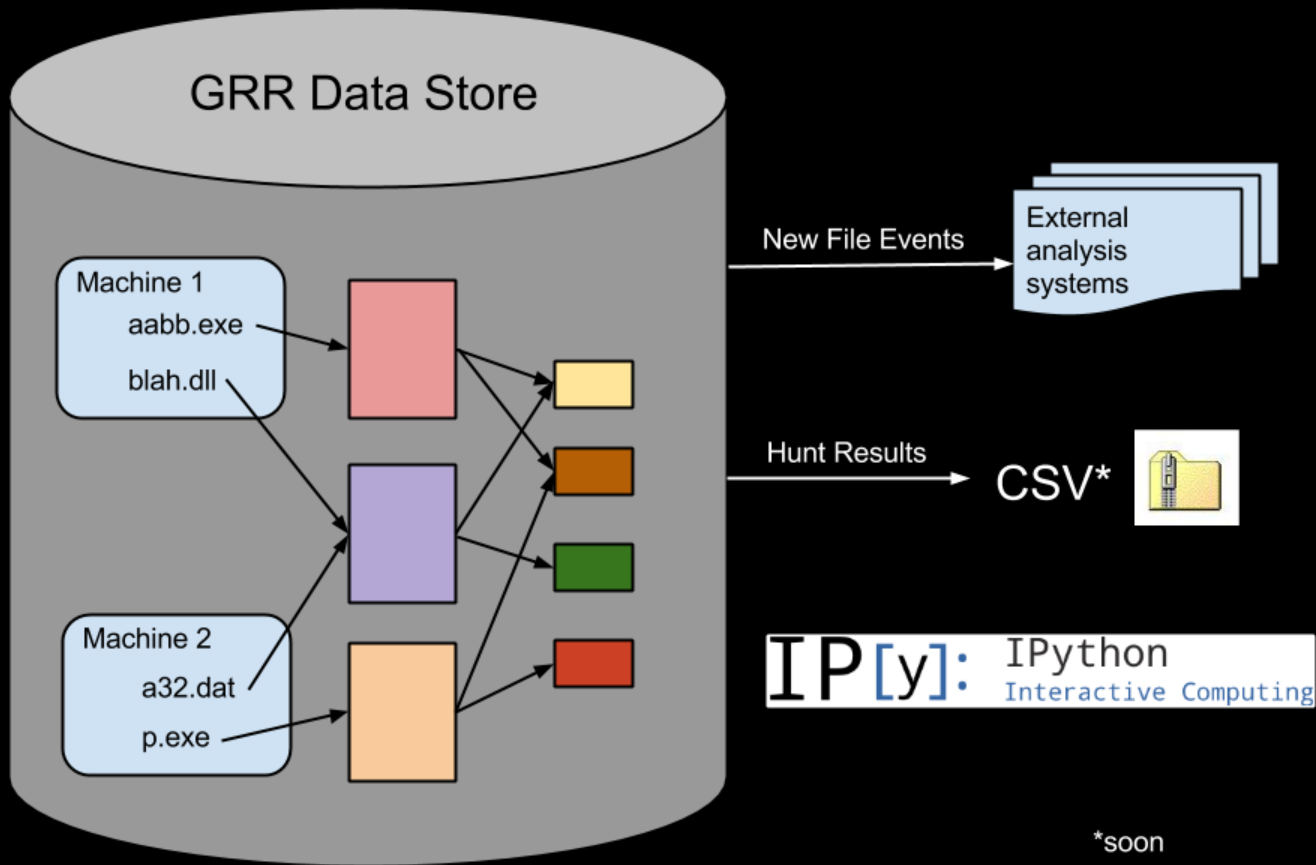 GRR Data Store
Machine 1
aabb.exe
blah.dll
Machine 2
a32.dat
p.exe
New File Events
External
analysis
systems
Hunt Results
CSV*
IP[y]:
IPython
Interactive Computing
*soon